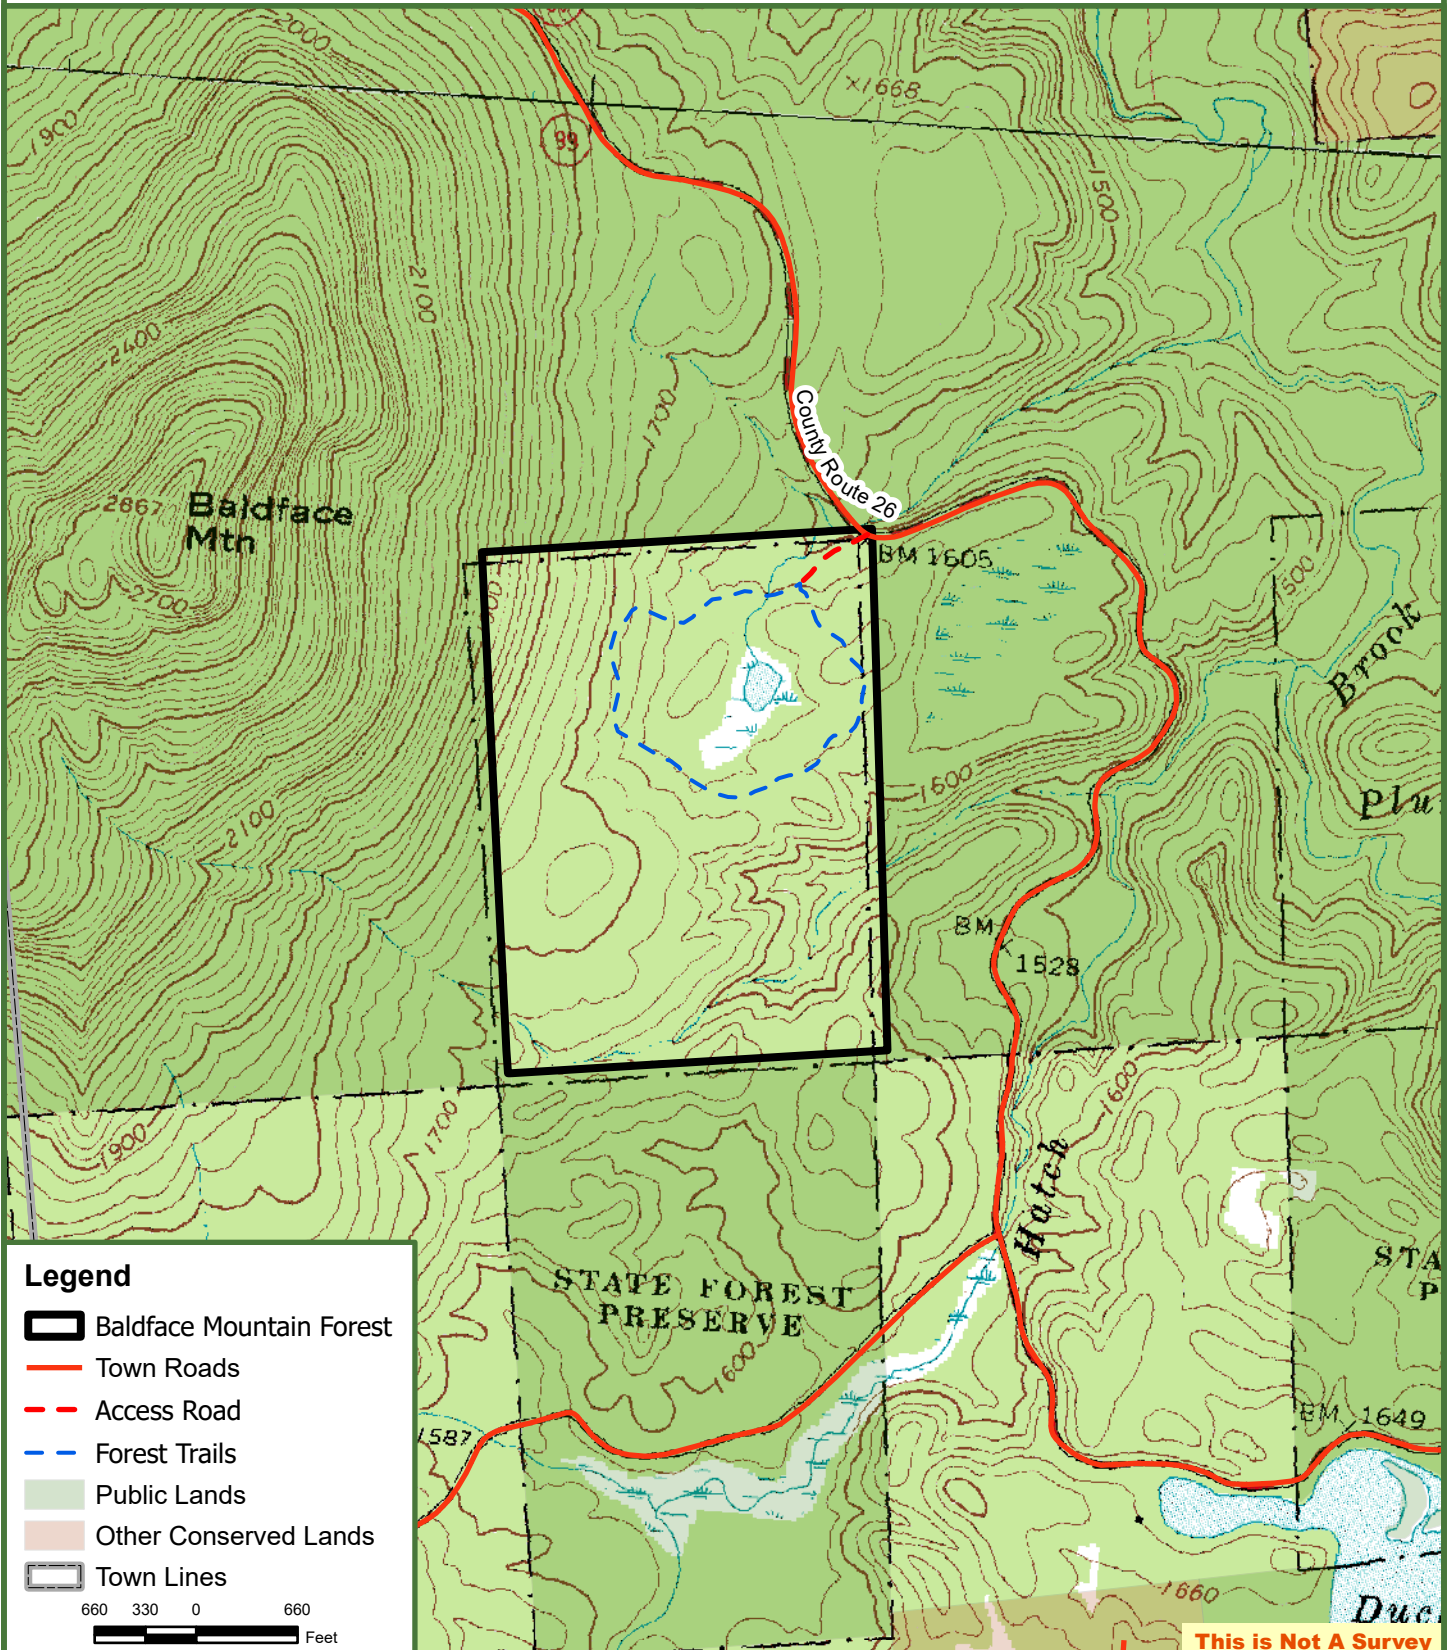 2000
1900
X1668
99
1500
2100
2400
1700
County Route 26
2867
Baldface
Mtn
2700
BM 1605
1500
Brook
1600
Plu
2100
BM
1528
1900
1700
1600
Hatch
STATE FOREST
PRESERVE
STA
P
1600
1587
BM 1649
1660
Duc
Legend
Baldface Mountain Forest
Town Roads
Access Road
Forest Trails
Public Lands
Other Conserved Lands
Town Lines
660 330 0 660
Feet
This is Not A Survey